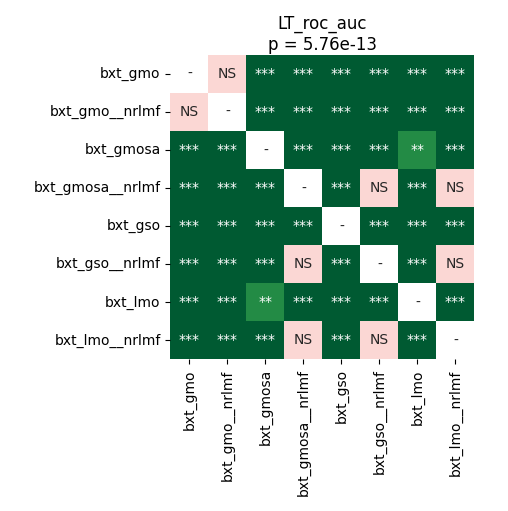 LT_roc_auc
p = 5.76e-13
bxt_gmo - NS *** *** *** *** *** ***
bxt_gmo__nrlmf NS - *** *** *** *** *** ***
bxt_gmosa *** *** - *** *** *** ** ***
bxt_gmosa__nrlmf *** *** *** - *** NS *** NS
bxt_gso *** *** *** *** - *** *** ***
bxt_gso__nrlmf *** *** *** NS *** - *** NS
bxt_lmo *** *** ** *** *** *** - ***
bxt_lmo__nrlmf *** *** *** NS *** NS *** -
bxt_gmo
bxt_gmo__nrlmf
bxt_gmosa
bxt_gmosa__nrlmf
bxt_gso
bxt_gso__nrlmf
bxt_lmo
bxt_lmo__nrlmf